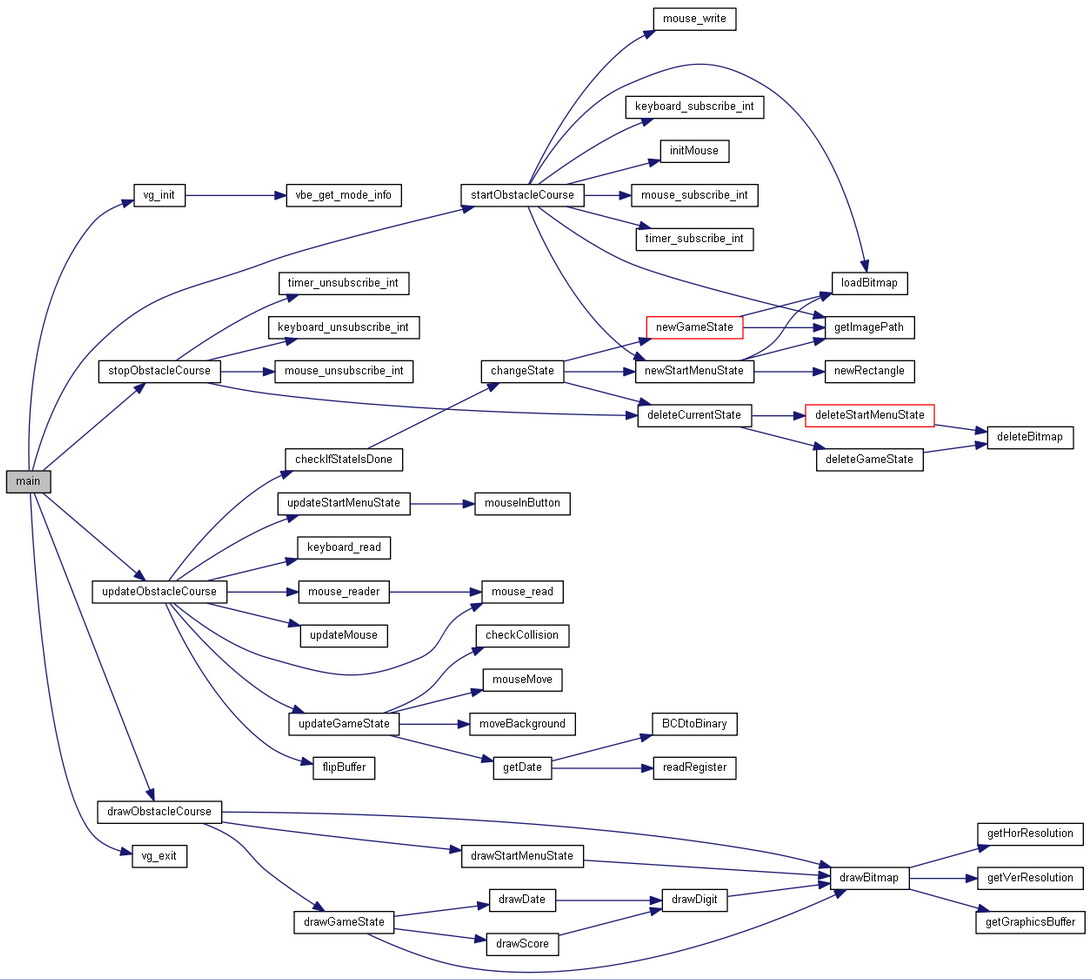 mouse_write
keyboard_subscribe_int
initMouse
vg_init
vbe_get_mode_info
startObstacleCourse
mouse_subscribe_int
timer_subscribe_int
timer_unsubscribe_int
loadBitmap
keyboard_unsubscribe_int
newGameState
getImagePath
stopObstacleCourse
mouse_unsubscribe_int
changeState
newStartMenuState
newRectangle
deleteCurrentState
deleteStartMenuState
deleteBitmap
checkIfStateIsDone
deleteGameState
main
updateStartMenuState
mouseInButton
keyboard_read
updateObstacleCourse
mouse_reader
mouse_read
updateMouse
checkCollision
mouseMove
updateGameState
moveBackground
BCDtoBinary
flipBuffer
getDate
readRegister
drawObstacleCourse
getHorResolution
vg_exit
drawStartMenuState
drawBitmap
getVerResolution
drawDate
drawDigit
drawGameState
getGraphicsBuffer
drawScore